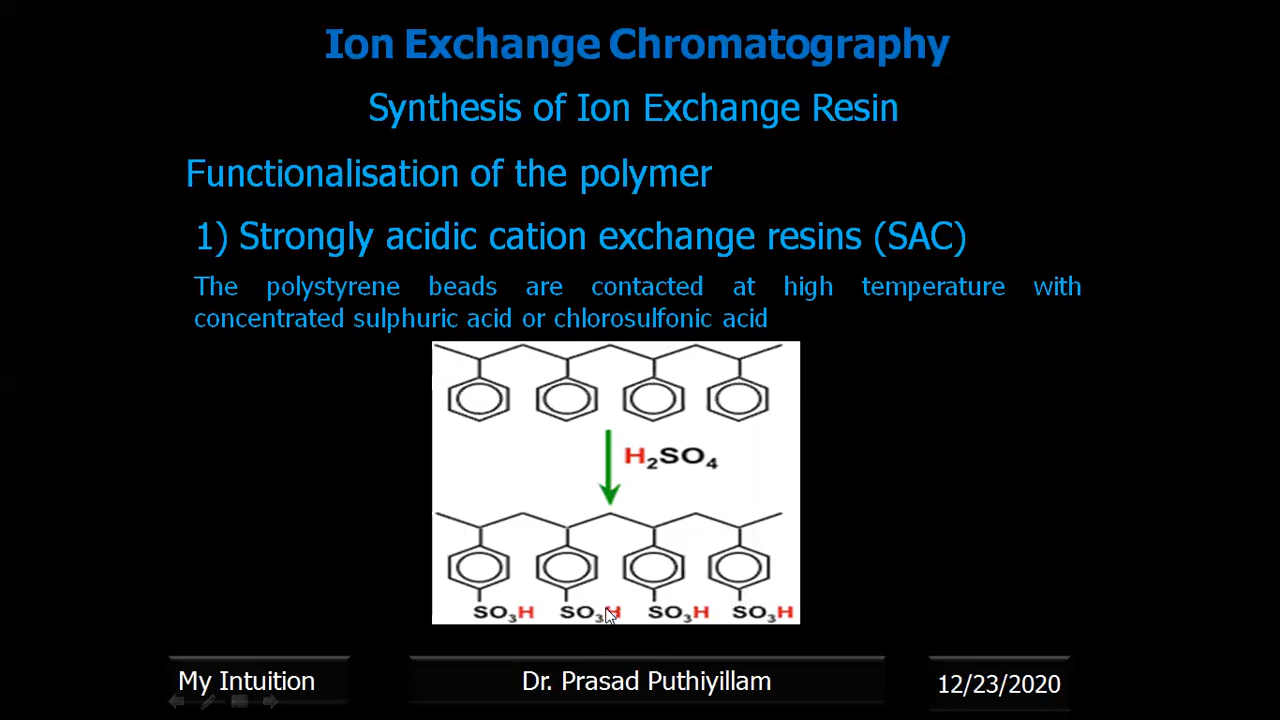 Ion Exchange Chromatography
Synthesis of Ion Exchange Resin
Functionalisation of the polymer
1) Strongly acidic cation exchange resins (SAC)
The polystyrene beads are contacted at high temperature with
concentrated sulphuric acid or chlorosulfonic acid
H₂SO₄
SO₃H SO₃H SO₃H SO₃H
My Intuition
Dr. Prasad Puthiyillam
12/23/2020